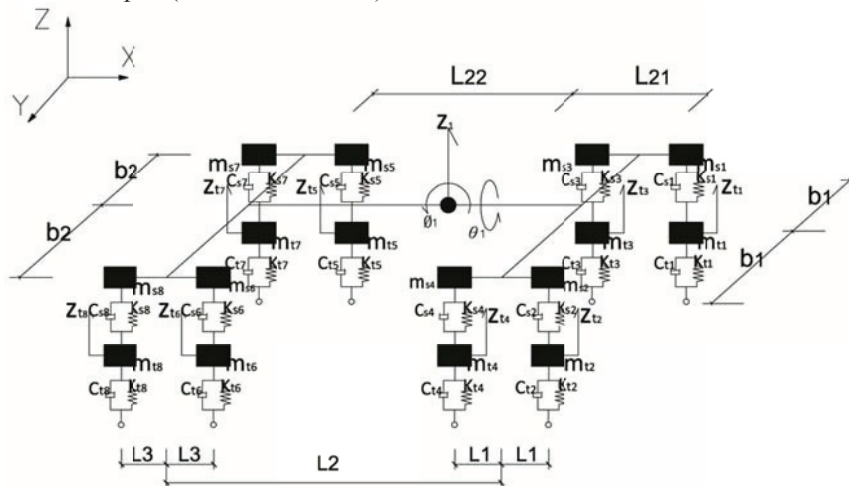 Z
X
Y
L22 L21
Z1
b2 b2 b1 b1
ms7 ms5 ms3 ms1
Cs7 Ks7 Cs5 Ks5 Cs3 Ks3 Cs1 Ks1
Zt7 Zt5 Zt3 Zt1
Ø1 θ1
mt7 mt5 mt3 mt1
Ct7 Kt7 Ct5 Kt5 Ct3 Kt3 Ct1 Kt1
ms8 ms6 ms4 ms2
Zt8 Cs8 Ks8 Zt6 Cs6 Ks6 Cs4 Ks4 Zt4 Cs2 Ks2 Zt2
mt8 mt6 mt4 mt2
Ct8 Kt8 Ct6 Kt6 Ct4 Kt4 Ct2 Kt2
L3 L3 L2 L1 L1